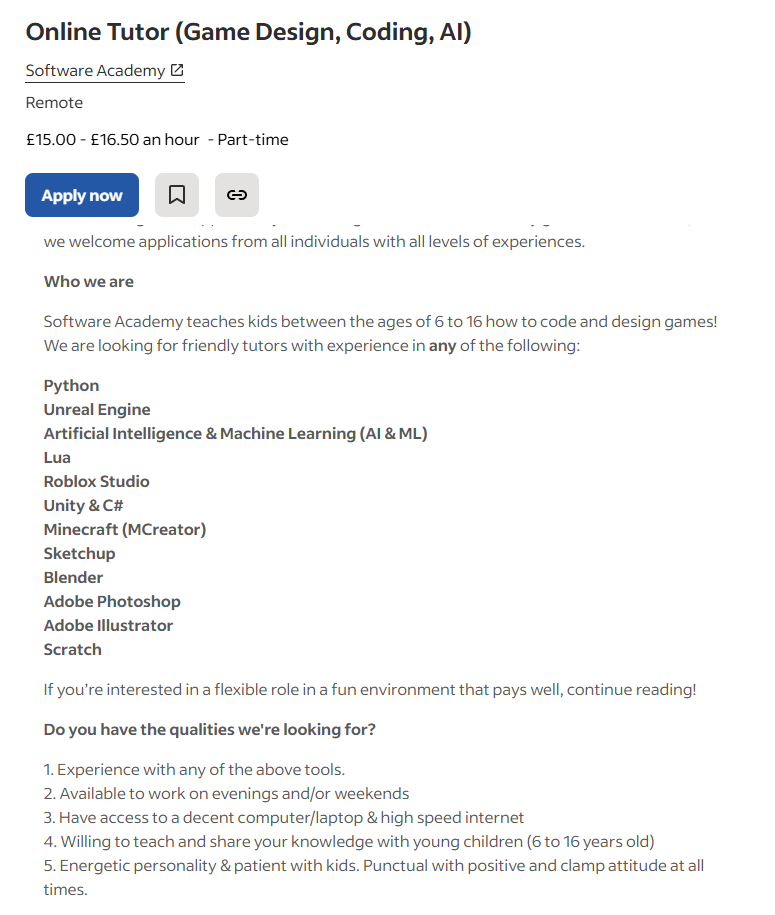 Online Tutor (Game Design, Coding, AI)
Software Academy
Remote
£15.00 - £16.50 an hour - Part-time
Apply now
we welcome applications from all individuals with all levels of experiences.
Who we are
Software Academy teaches kids between the ages of 6 to 16 how to code and design games!
We are looking for friendly tutors with experience in any of the following:
Python
Unreal Engine
Artificial Intelligence & Machine Learning (AI & ML)
Lua
Roblox Studio
Unity & C#
Minecraft (MCreator)
Sketchup
Blender
Adobe Photoshop
Adobe Illustrator
Scratch
If you’re interested in a flexible role in a fun environment that pays well, continue reading!
Do you have the qualities we're looking for?
1. Experience with any of the above tools.
2. Available to work on evenings and/or weekends
3. Have access to a decent computer/laptop & high speed internet
4. Willing to teach and share your knowledge with young children (6 to 16 years old)
5. Energetic personality & patient with kids. Punctual with positive and clamp attitude at all
times.